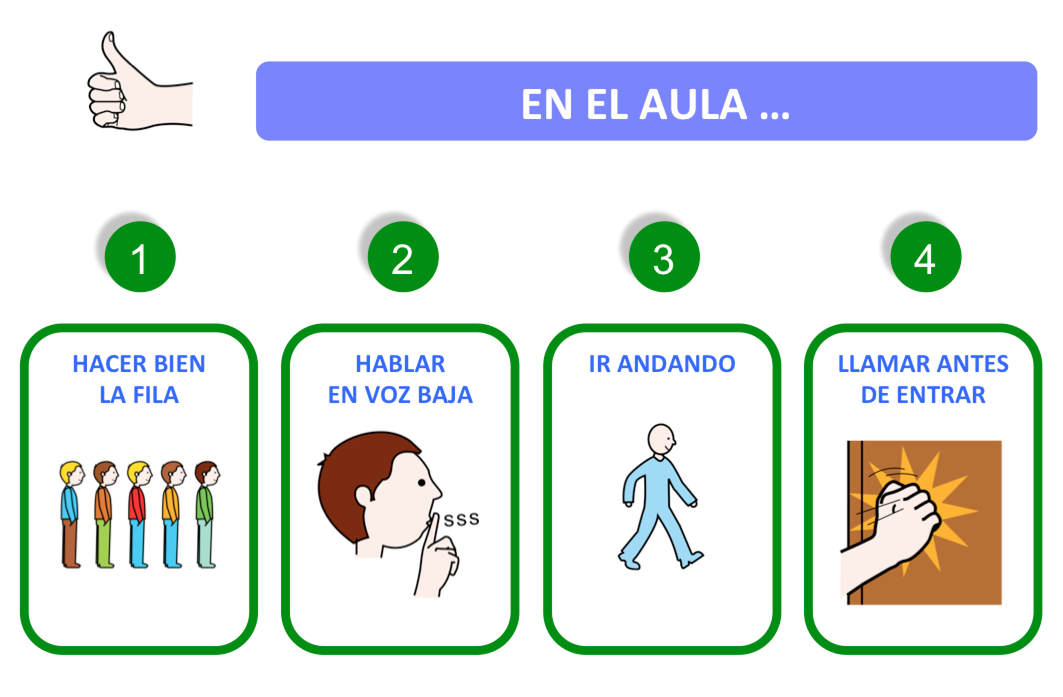 EN EL AULA ...
1
2
3
4
HACER BIEN
LA FILA
HABLAR
EN VOZ BAJA
sss
IR ANDANDO
LLAMAR ANTES
DE ENTRAR